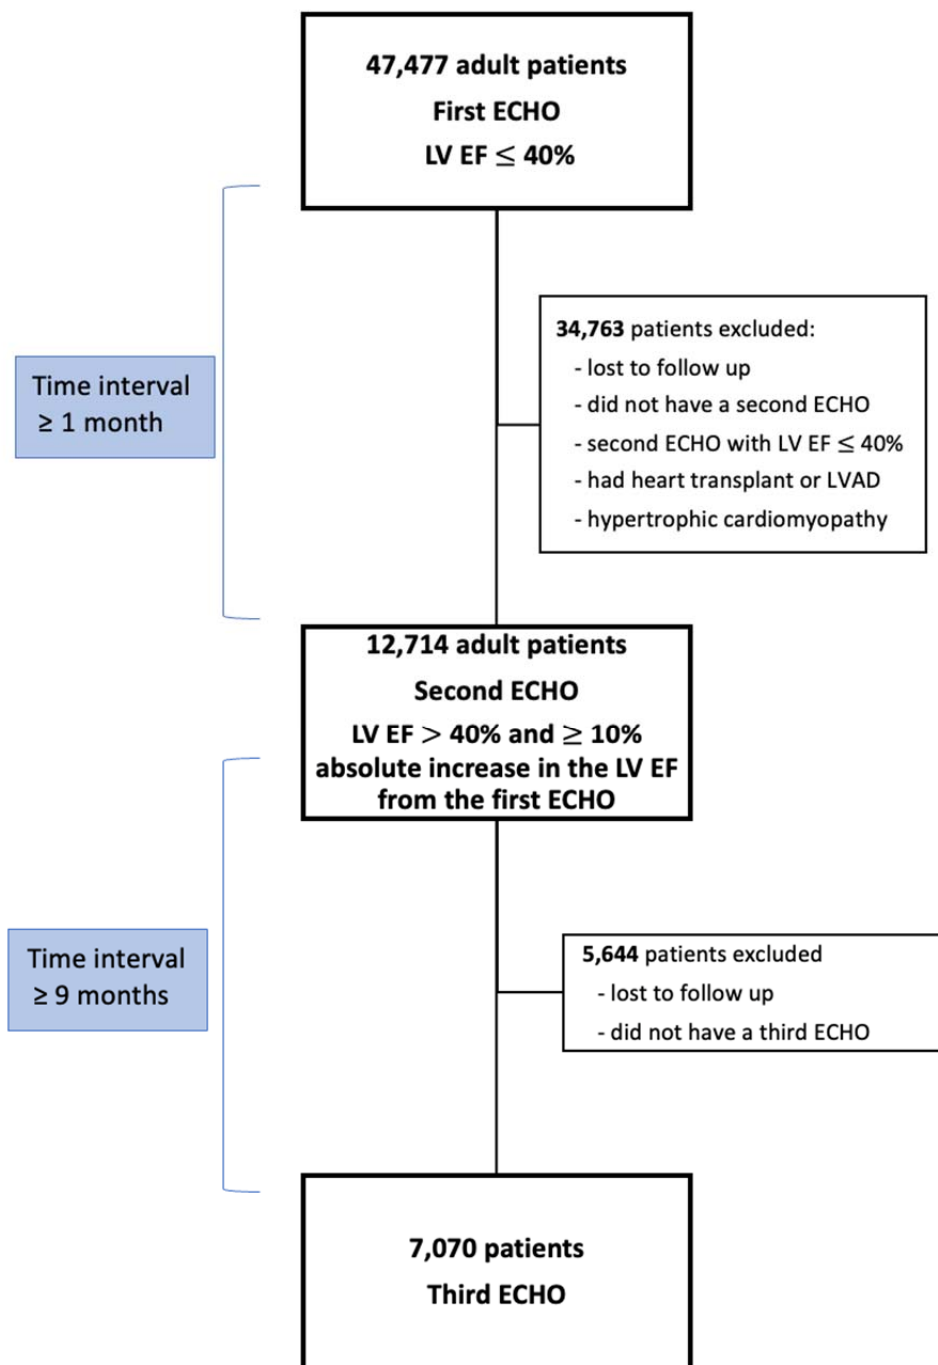 47,477 adult patients
First ECHO
LV EF ≤ 40%
Time interval
≥ 1 month
34,763 patients excluded:
- lost to follow up
- did not have a second ECHO
- second ECHO with LV EF ≤ 40%
- had heart transplant or LVAD
- hypertrophic cardiomyopathy
12,714 adult patients
Second ECHO
LV EF > 40% and ≥ 10%
absolute increase in the LV EF
from the first ECHO
Time interval
≥ 9 months
5,644 patients excluded
- lost to follow up
- did not have a third ECHO
7,070 patients
Third ECHO